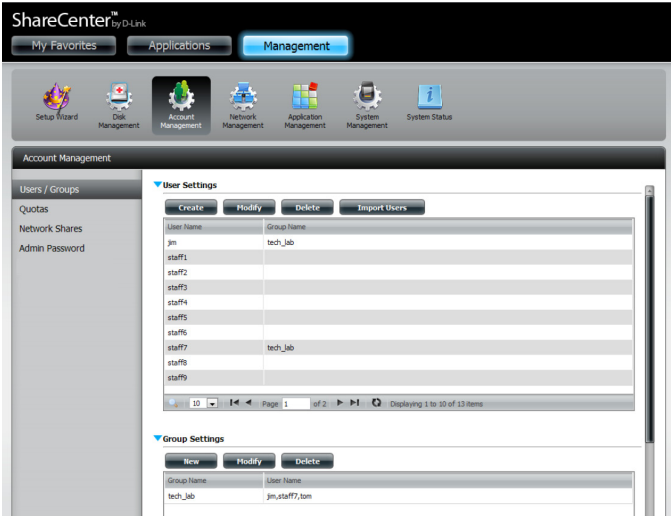 ShareCenter™ by D-Link
My Favorites Applications Management
Setup Wizard Disk Management Account Management Network Management Application Management System Management System Status
Account Management
Users / Groups
Quotas
Network Shares
Admin Password
User Settings
Create Modify Delete Import Users
User Name Group Name
jim tech_lab
staff1
staff2
staff3
staff4
staff5
staff6
staff7 tech_lab
staff8
staff9
10 Page 1 of 2 Displaying 1 to 10 of 13 items
Group Settings
New Modify Delete
Group Name User Name
tech_lab jim,staff7,tom